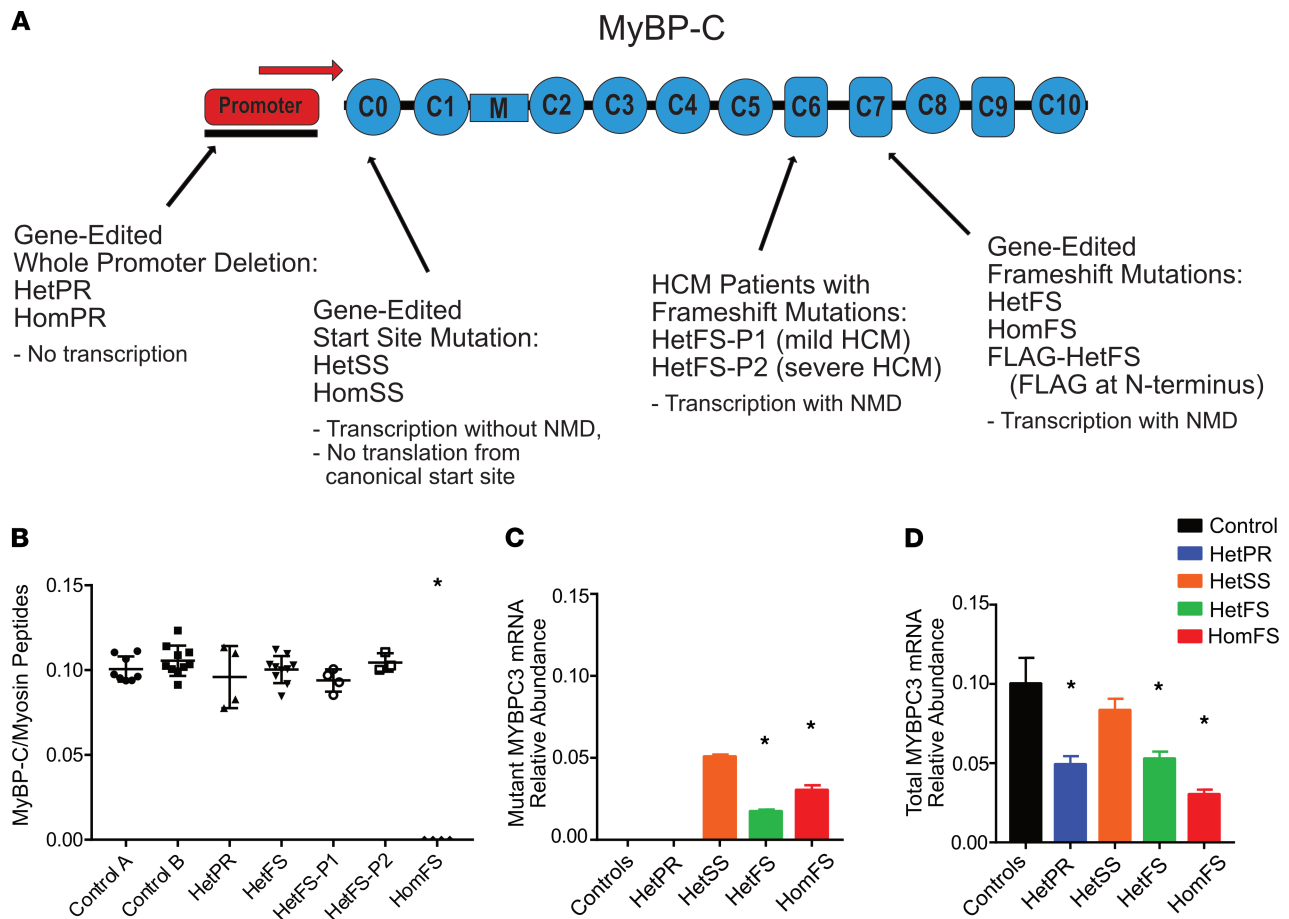 A
MyBP-C
Promoter
C0 C1 M C2 C3 C4 C5 C6 C7 C8 C9 C10
Gene-Edited
Whole Promoter Deletion:
HetPR
HomPR
- No transcription
Gene-Edited
Start Site Mutation:
HetSS
HomSS
- Transcription without NMD,
- No translation from
canonical start site
HCM Patients with
Frameshift Mutations:
HetFS-P1 (mild HCM)
HetFS-P2 (severe HCM)
- Transcription with NMD
Gene-Edited
Frameshift Mutations:
HetFS
HomFS
FLAG-HetFS
(FLAG at N-terminus)
- Transcription with NMD
B
MyBP-C/Myosin Peptides
0.15
0.10
0.05
0.00
*
Control A
Control B
HetPR
HetFS
HetFS-P1
HetFS-P2
HomFS
C
Mutant MYBPC3 mRNA
Relative Abundance
0.15
0.10
0.05
0.00
*
*
Controls
HetPR
HetSS
HetFS
HomFS
D
Total MYBPC3 mRNA
Relative Abundance
0.15
0.10
0.05
0.00
*
*
*
Controls
HetPR
HetSS
HetFS
HomFS
Control
HetPR
HetSS
HetFS
HomFS